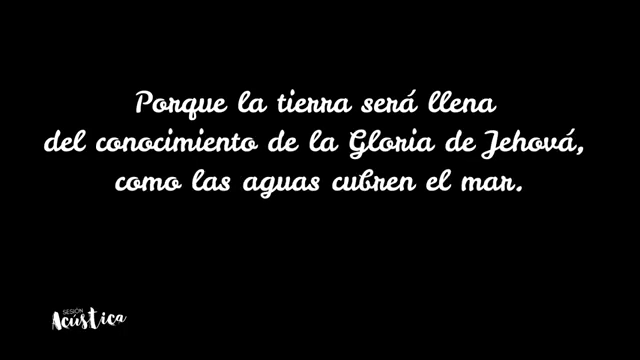 Porque la tierra será llena
del conocimiento de la Gloria de Jehová,
como las aguas cubren el mar.
SESIÓN
Acústica